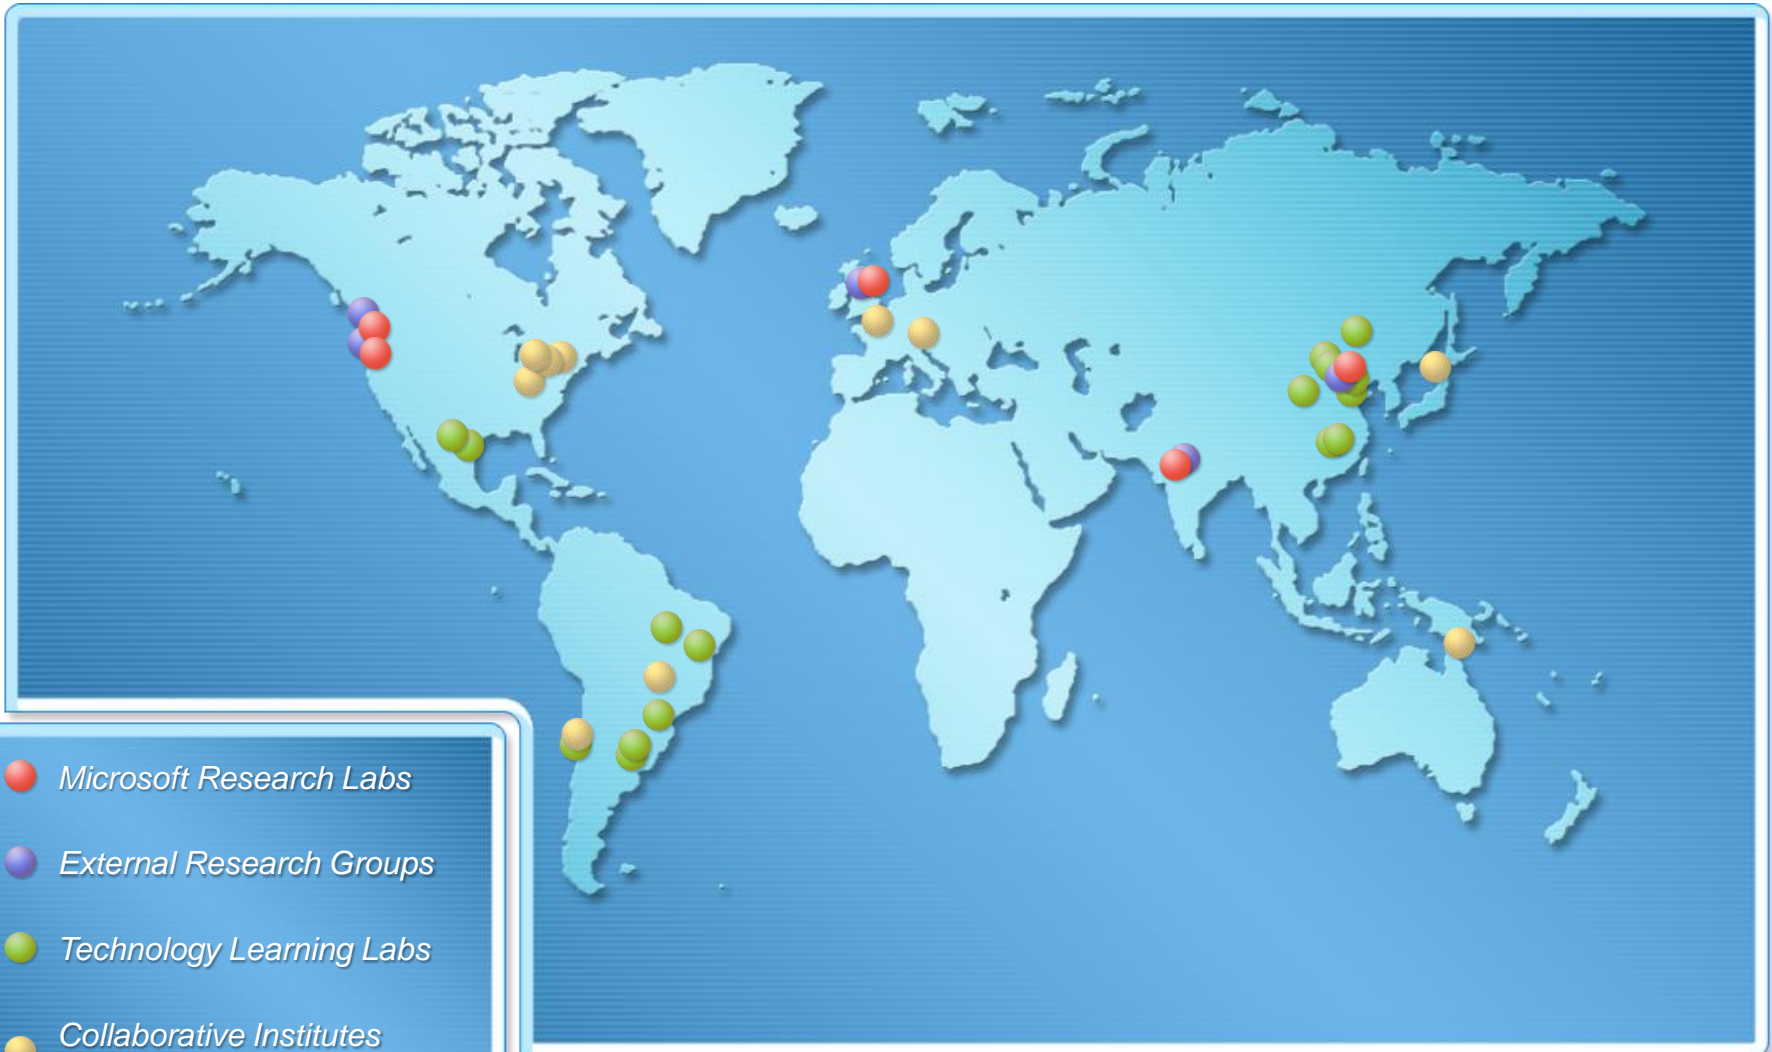 Microsoft Research Labs
External Research Groups
Technology Learning Labs
Collaborative Institutes